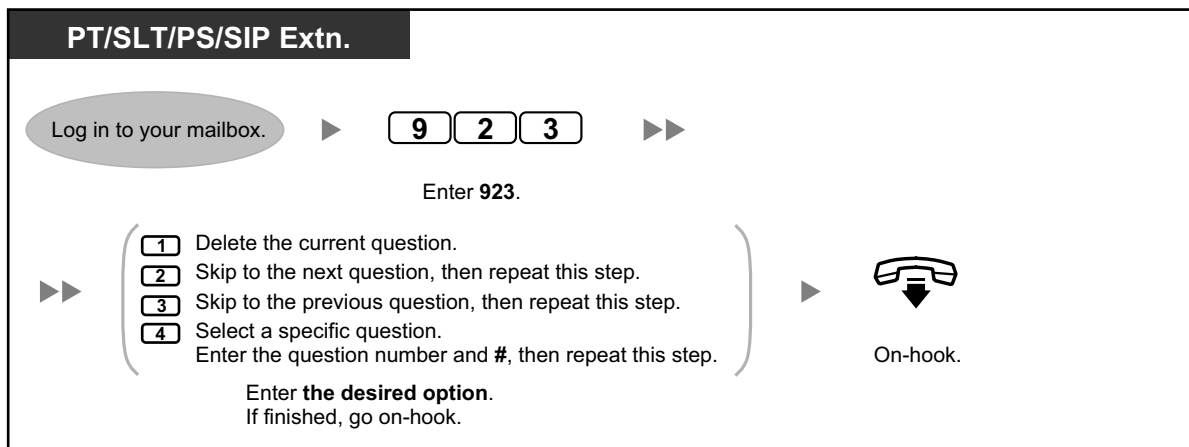 PT/SLT/PS/SIP Extn.
Log in to your mailbox.
9 2 3
Enter 923.
1 Delete the current question.
2 Skip to the next question, then repeat this step.
3 Skip to the previous question, then repeat this step.
4 Select a specific question.
Enter the question number and #, then repeat this step.
On-hook.
Enter the desired option.
If finished, go on-hook.